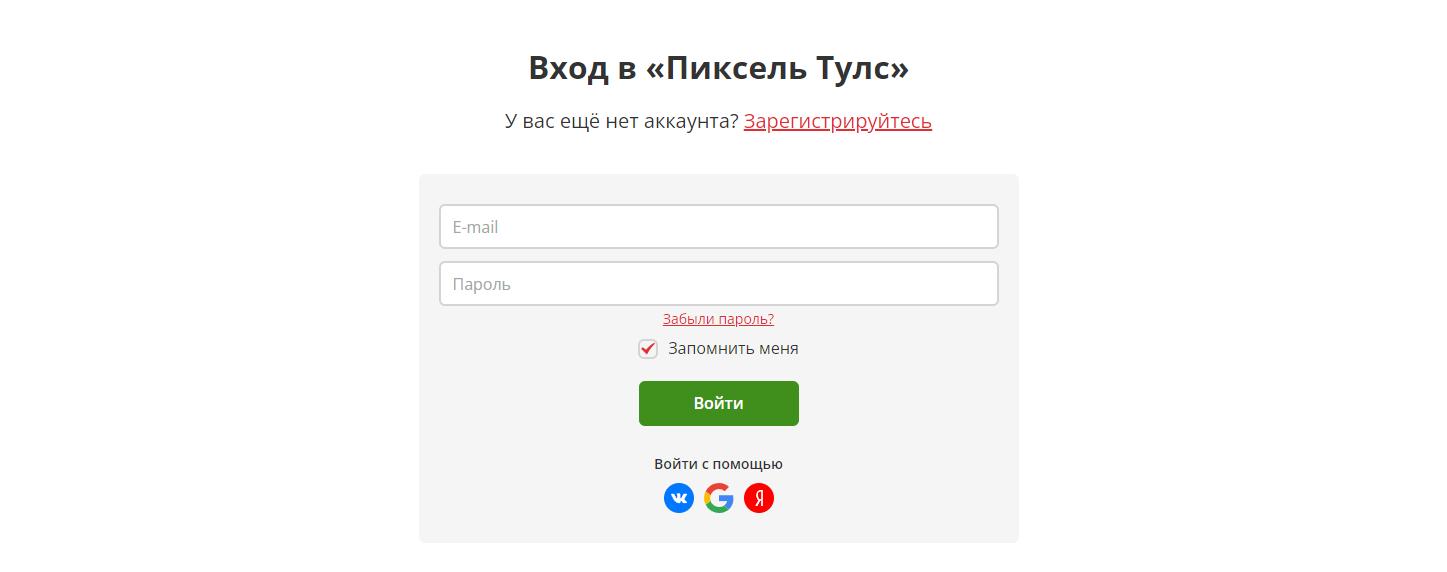 Вход в «Пиксель Тулс»
У вас ещё нет аккаунта? Зарегистрируйтесь
E-mail
Пароль
Забыли пароль?
Запомнить меня
Войти
Войти с помощью